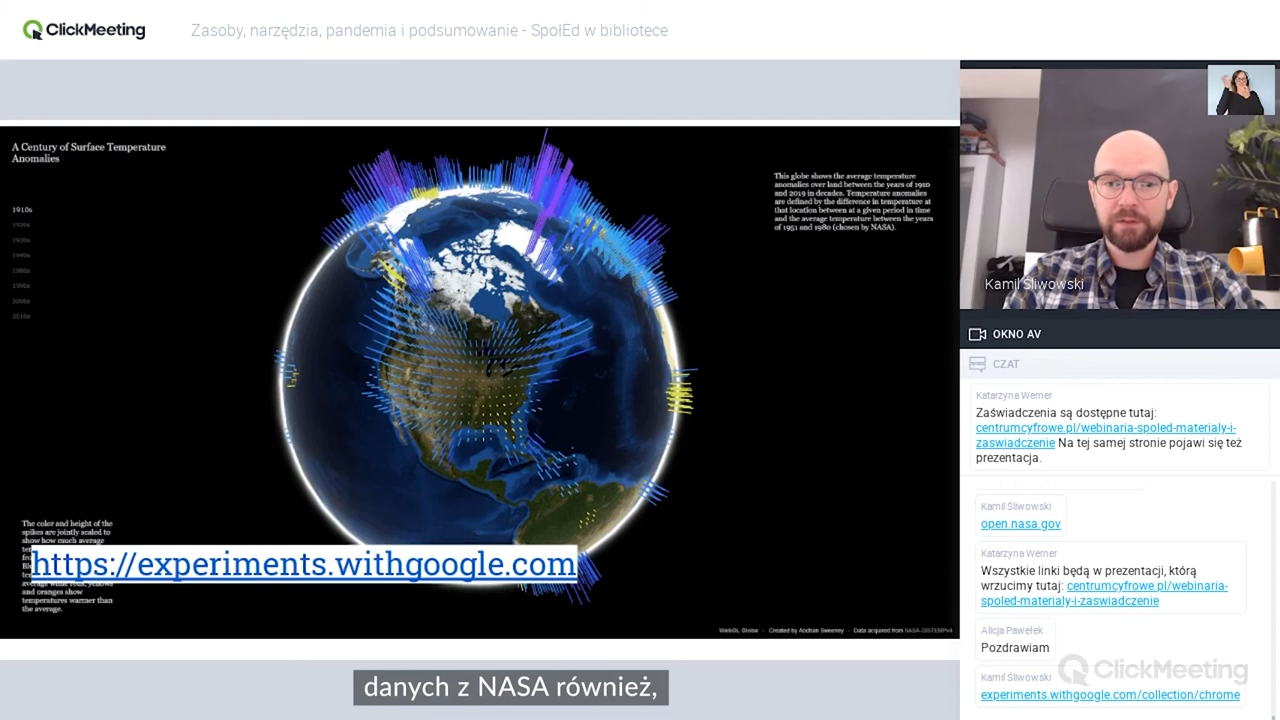 ClickMeeting
Zasoby, narzędzia, pandemia i podsumowanie - SpołEd w bibliotece
A Century of Surface Temperature
Anomalies
1910s
1920s
1930s
1940s
1980s
1990s
2000s
2010s
This globe shows the average temperature
anomalies over land between the years of 1910
and 2019 in decades. Temperature anomalies
are defined by the difference in temperature at
that location between at a given period in time
and the average temperature between the years
of 1951 and 1980 (chosen by NASA).
The color and height of the
spikes are jointly scaled to
show how much average
https://experiments.withgoogle.com
and oranges show
temperatures warmer than
the average.
WebGL Globe - Created by Aodhan Sweeney - Data acquired from NASA GISTEMPv4
danych z NASA również,
Kamil Śliwowski
OKNO AV
CZAT
Katarzyna Werner
Zaświadczenia są dostępne tutaj:
centrumcyfrowe.pl/webinaria-spoled-materialy-i-
zaswiadczenie Na tej samej stronie pojawi się też
prezentacja.
Kamil Śliwowski
open.nasa.gov
Katarzyna Werner
Wszystkie linki będą w prezentacji, którą
wrzucimy tutaj: centrumcyfrowe.pl/webinaria-
spoled-materialy-i-zaswiadczenie
Alicja Pawełek
Pozdrawiam
Kamil Śliwowski
experiments.withgoogle.com/collection/chrome
ClickMeeting